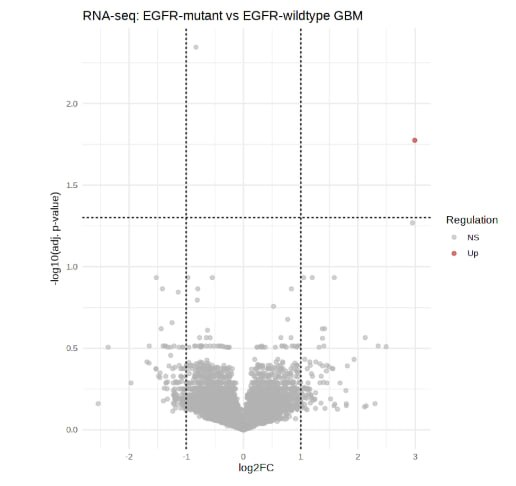 RNA-seq: EGFR-mutant vs EGFR-wildtype GBM
2.0
1.5
1.0
0.5
0.0
-log10(adj. p-value)
-2
-1
0
1
2
3
log2FC
Regulation
NS
Up